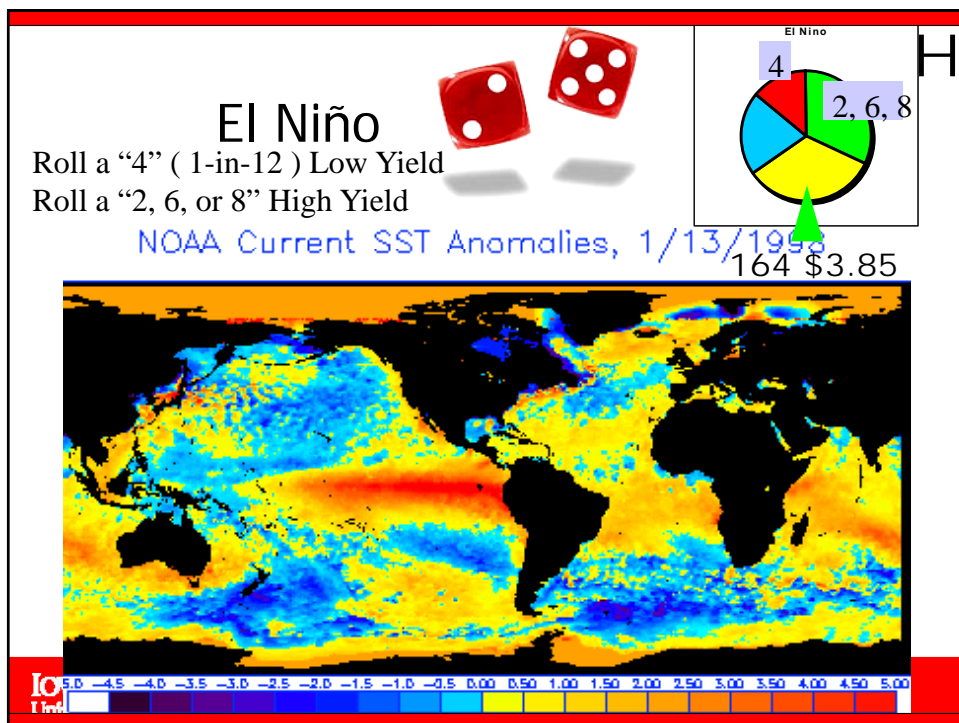 El Nino
H
4
2, 6, 8
El Niño
Roll a “4” ( 1-in-12 ) Low Yield
Roll a “2, 6, or 8” High Yield
NOAA Current SST Anomalies, 1/13/1998
164 $3.85
5.0 −4.5 −4.0 −3.5 −3.0 −2.5 −2.0 −1.5 −1.0 −0.5 0.00 0.50 1.00 1.50 2.00 2.50 3.00 3.50 4.00 4.50 5.00